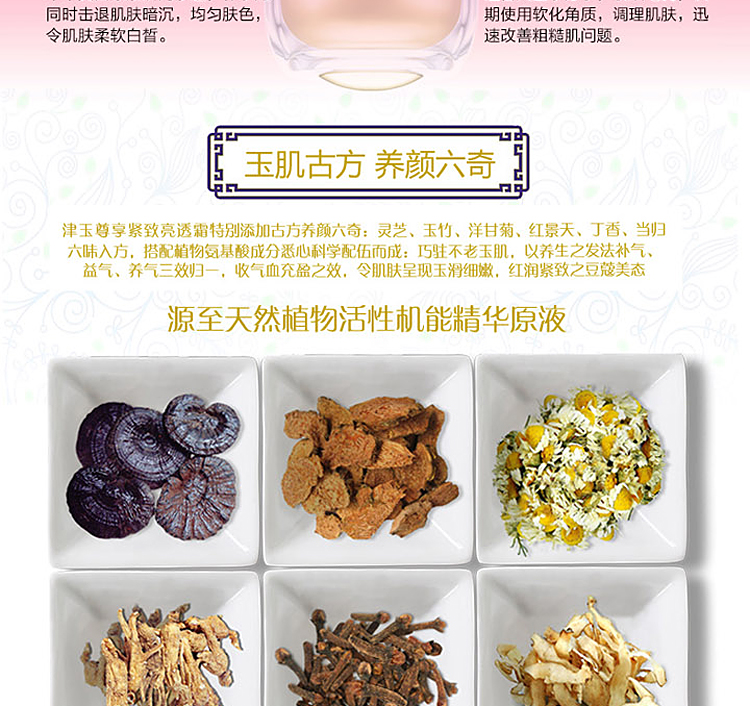 同时击退肌肤暗沉，均匀肤色，
令肌肤柔软白皙。
期使用软化角质，调理肌肤，迅
速改善粗糙肌问题。
玉肌古方 养颜六奇
津玉尊享紧致亮透霜特别添加古方养颜六奇：灵芝、玉竹、洋甘菊、红景天、丁香、当归
六味入方，搭配植物氨基酸成分悉心科学配伍而成：巧驻不老玉肌，以养生之发法补气、
益气、养气三效归一，收气血充盈之效，令肌肤呈现玉滑细嫩，红润紧致之豆蔻美态
源至天然植物活性机能精华原液